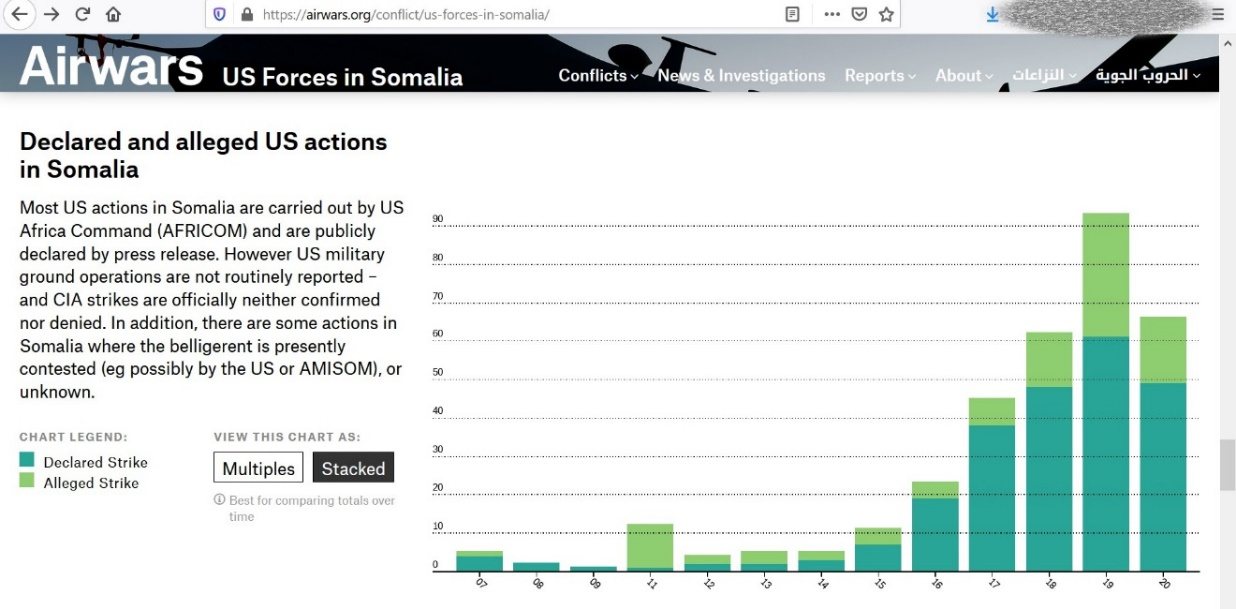 https://airwars.org/conflict/us-forces-in-somalia/
Airwars US Forces in Somalia
Conflicts News & Investigations Reports About النزاعات الحروب الجوية
Declared and alleged US actions
in Somalia
Most US actions in Somalia are carried out by US
Africa Command (AFRICOM) and are publicly
declared by press release. However US military
ground operations are not routinely reported –
and CIA strikes are officially neither confirmed
nor denied. In addition, there are some actions in
Somalia where the belligerent is presently
contested (eg possibly by the US or AMISOM), or
unknown.
CHART LEGEND:
Declared Strike
Alleged Strike
VIEW THIS CHART AS:
Multiples Stacked
Best for comparing totals over
time
90
80
70
60
50
40
30
20
10
0
07 08 09 11 12 13 14 15 16 17 18 19 20